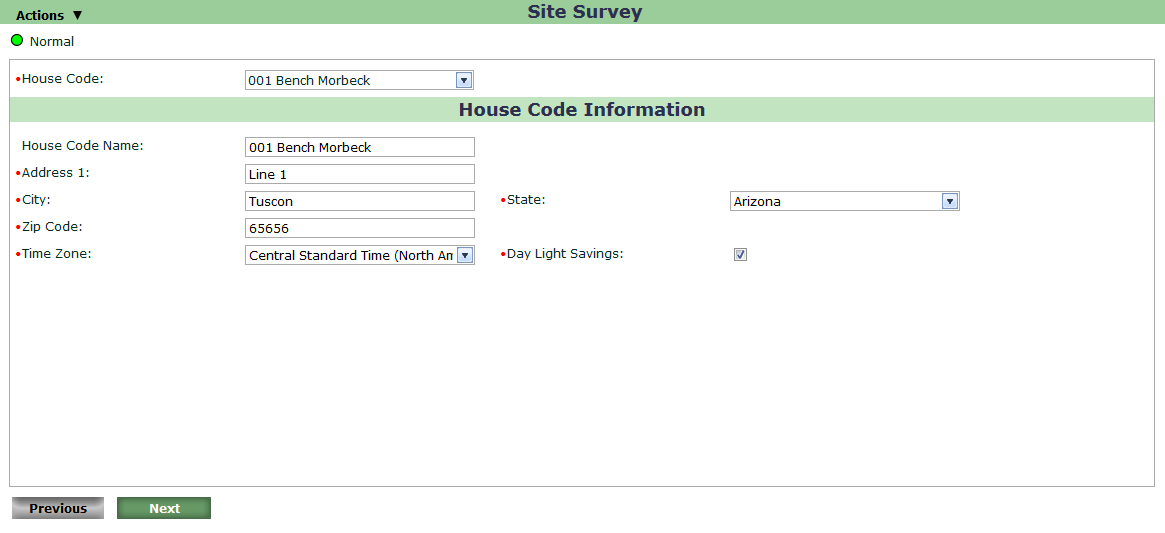 Actions ▼ Site Survey
Normal
•House Code: 001 Bench Morbeck
House Code Information
House Code Name: 001 Bench Morbeck
•Address 1: Line 1
•City: Tuscon •State: Arizona
•Zip Code: 65656
•Time Zone: Central Standard Time (North Am •Day Light Savings:
Previous Next